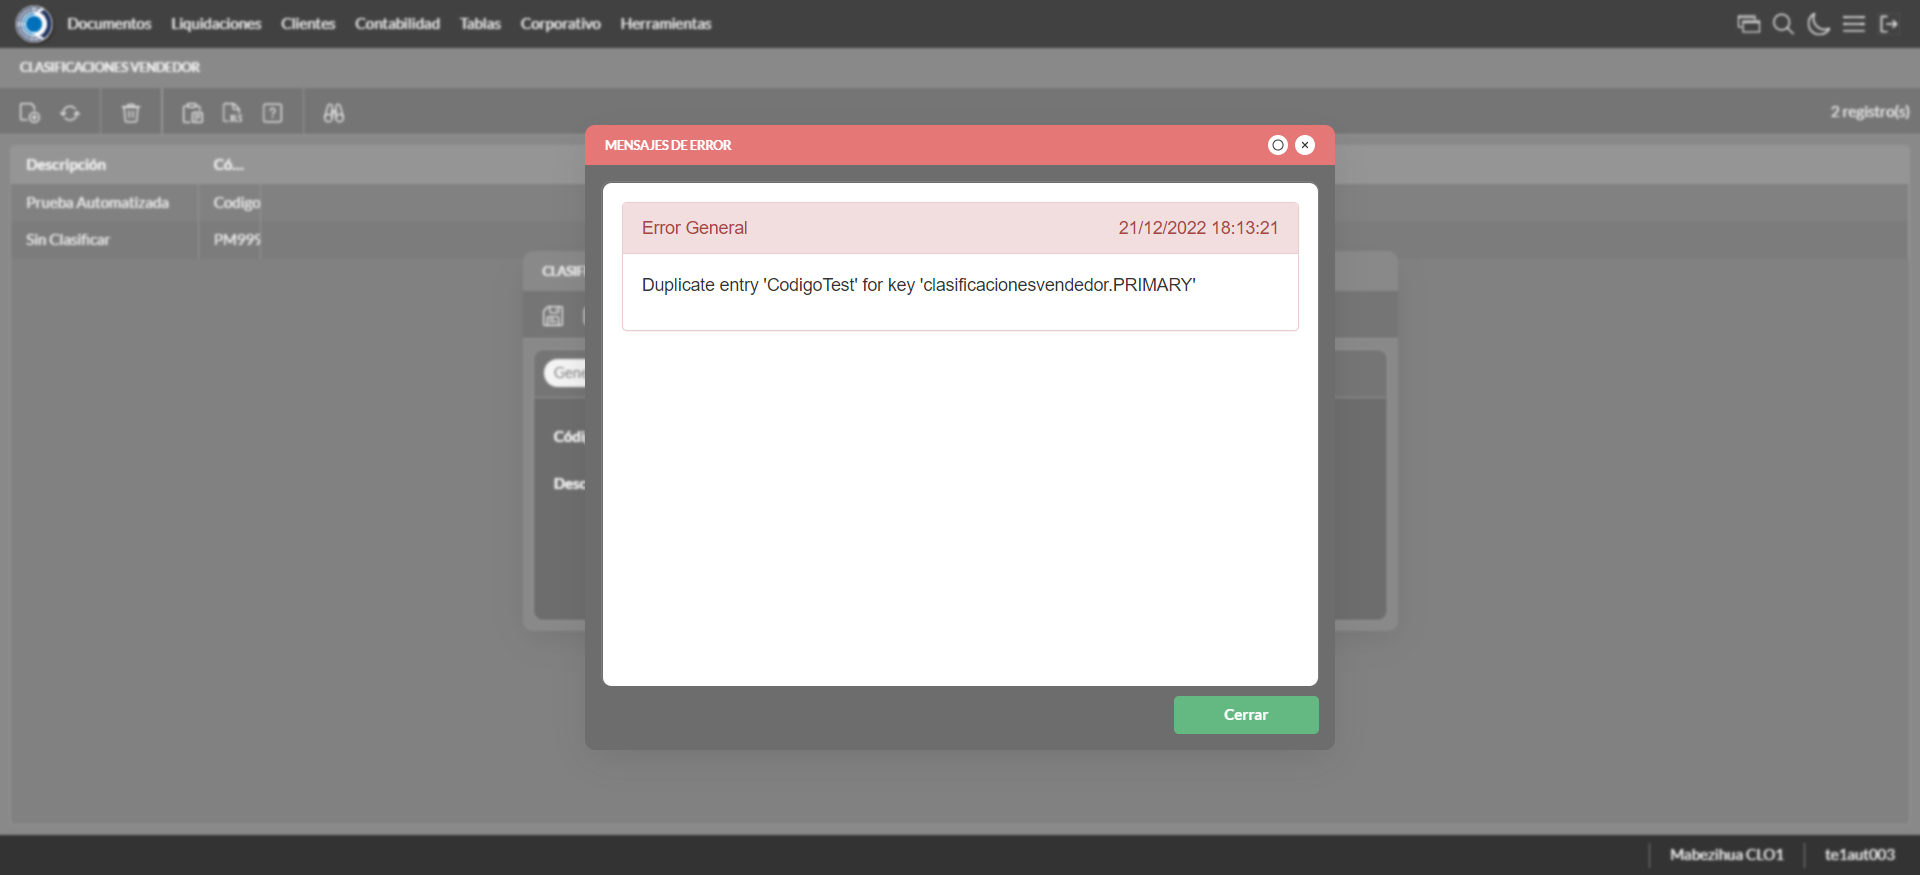 Documentos Liquidaciones Clientes Contabilidad Tablas Corporativo Herramientas
CLASIFICACIONES VENDEDOR
2 registro(s)
Descripción Có...
Prueba Automatizada Codigo
Sin Clasificar PM999
CLASIF
Gene
Códi
Desc
MENSAJES DE ERROR
Error General 21/12/2022 18:13:21
Duplicate entry 'CodigoTest' for key 'clasificacionesvendedor.PRIMARY'
Cerrar
Mabezihua CLO1 te1aut003